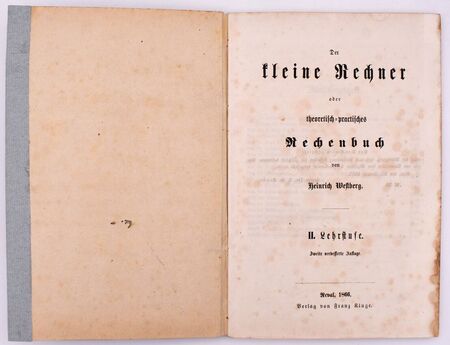 Der
kleine Rechner
oder
theoretisch-practisches
Rechenbuch
von
Heinrich Westberg.
II. Lehrstufe.
Zweite verbesserte Auflage.
Reval, 1866.
Verlag von Franz Kluge.